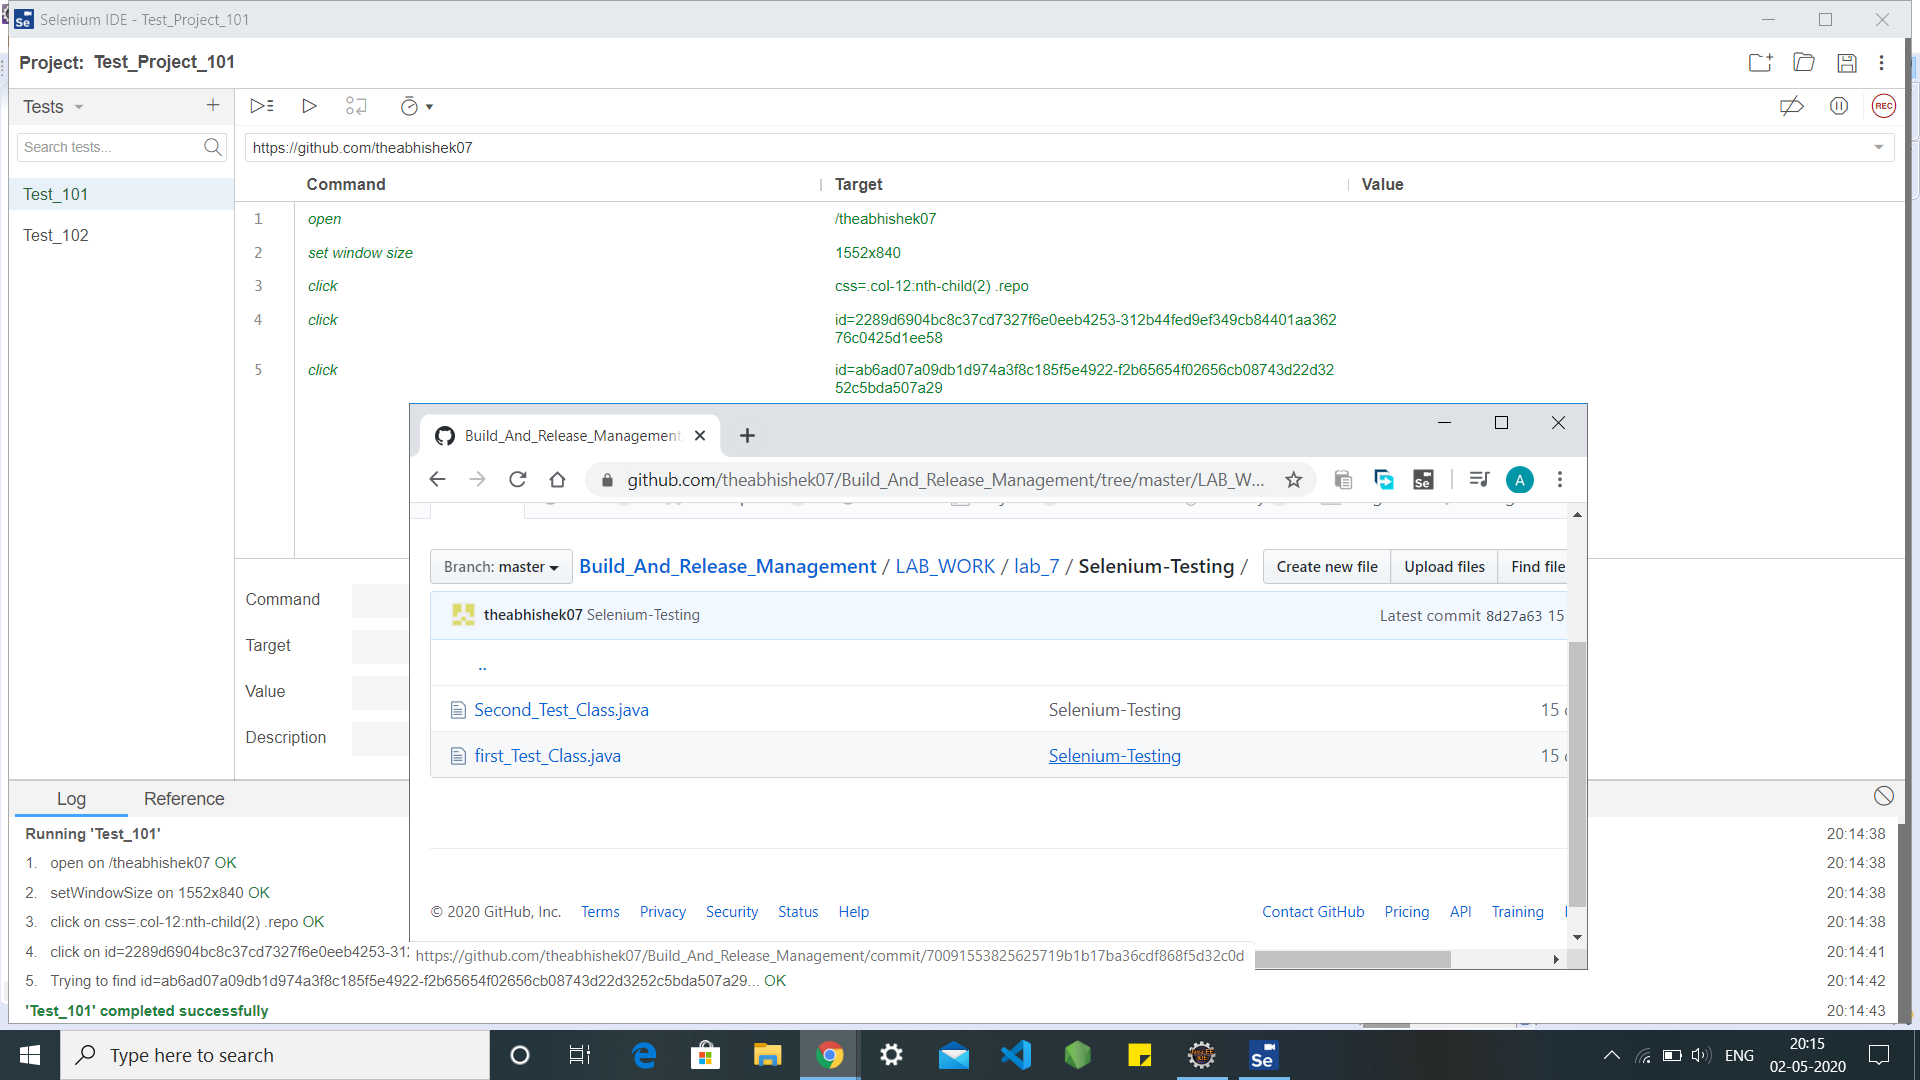 Selenium IDE - Test_Project_101
Project: Test_Project_101
Tests
REC
Search tests...
https://github.com/theabhishek07
Command Target Value
Test_101
Test_102
1 open /theabhishek07
2 set window size 1552x840
3 click css=.col-12:nth-child(2) .repo
4 click id=2289d6904bc8c37cd7327f6e0eeb4253-312b44fed9ef349cb84401aa362
76c0425d1ee58
5 click id=ab6ad07a09db1d974a3f8c185f5e4922-f2b65654f02656cb08743d22d32
52c5bda507a29
Build_And_Release_Management
github.com/theabhishek07/Build_And_Release_Management/tree/master/LAB_W...
Se
A
Branch: master Build_And_Release_Management / LAB_WORK / lab_7 / Selenium-Testing / Create new file Upload files Find file
theabhishek07 Selenium-Testing Latest commit 8d27a63 15
..
Second_Test_Class.java Selenium-Testing 15
first_Test_Class.java Selenium-Testing 15
© 2020 GitHub, Inc. Terms Privacy Security Status Help Contact GitHub Pricing API Training
https://github.com/theabhishek07/Build_And_Release_Management/commit/70091553825625719b1b17ba36cdf868f5d32c0d
Command
Target
Value
Description
Log Reference
Running 'Test_101' 20:14:38
1. open on /theabhishek07 OK 20:14:38
2. setWindowSize on 1552x840 OK 20:14:38
3. click on css=.col-12:nth-child(2) .repo OK 20:14:38
4. click on id=2289d6904bc8c37cd7327f6e0eeb4253-31 20:14:41
5. Trying to find id=ab6ad07a09db1d974a3f8c185f5e4922-f2b65654f02656cb08743d22d3252c5bda507a29... OK 20:14:42
'Test_101' completed successfully 20:14:43
Type here to search
Se
ENG
20:15
02-05-2020